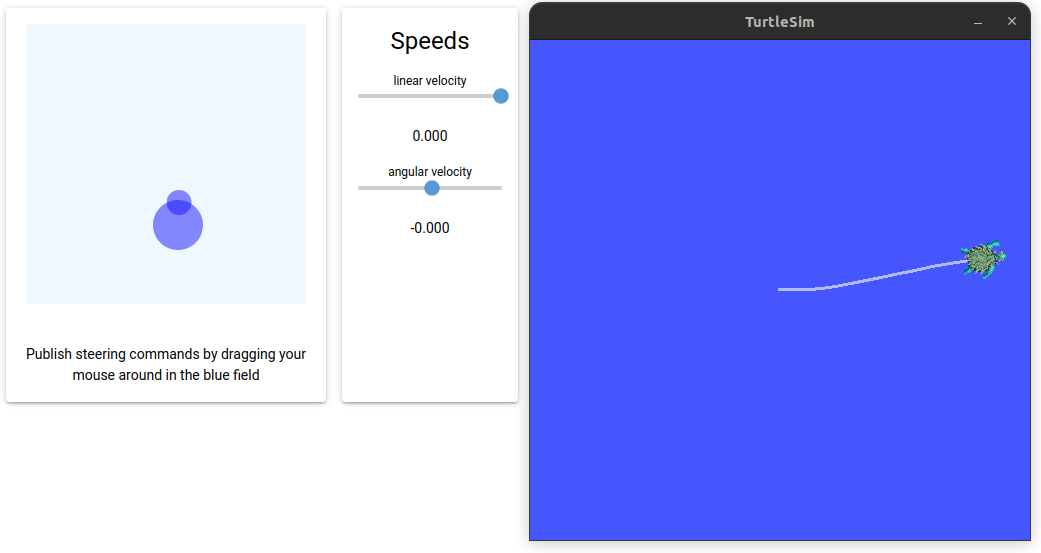 Speeds
linear velocity
0.000
angular velocity
-0.000
Publish steering commands by dragging your
mouse around in the blue field
TurtleSim